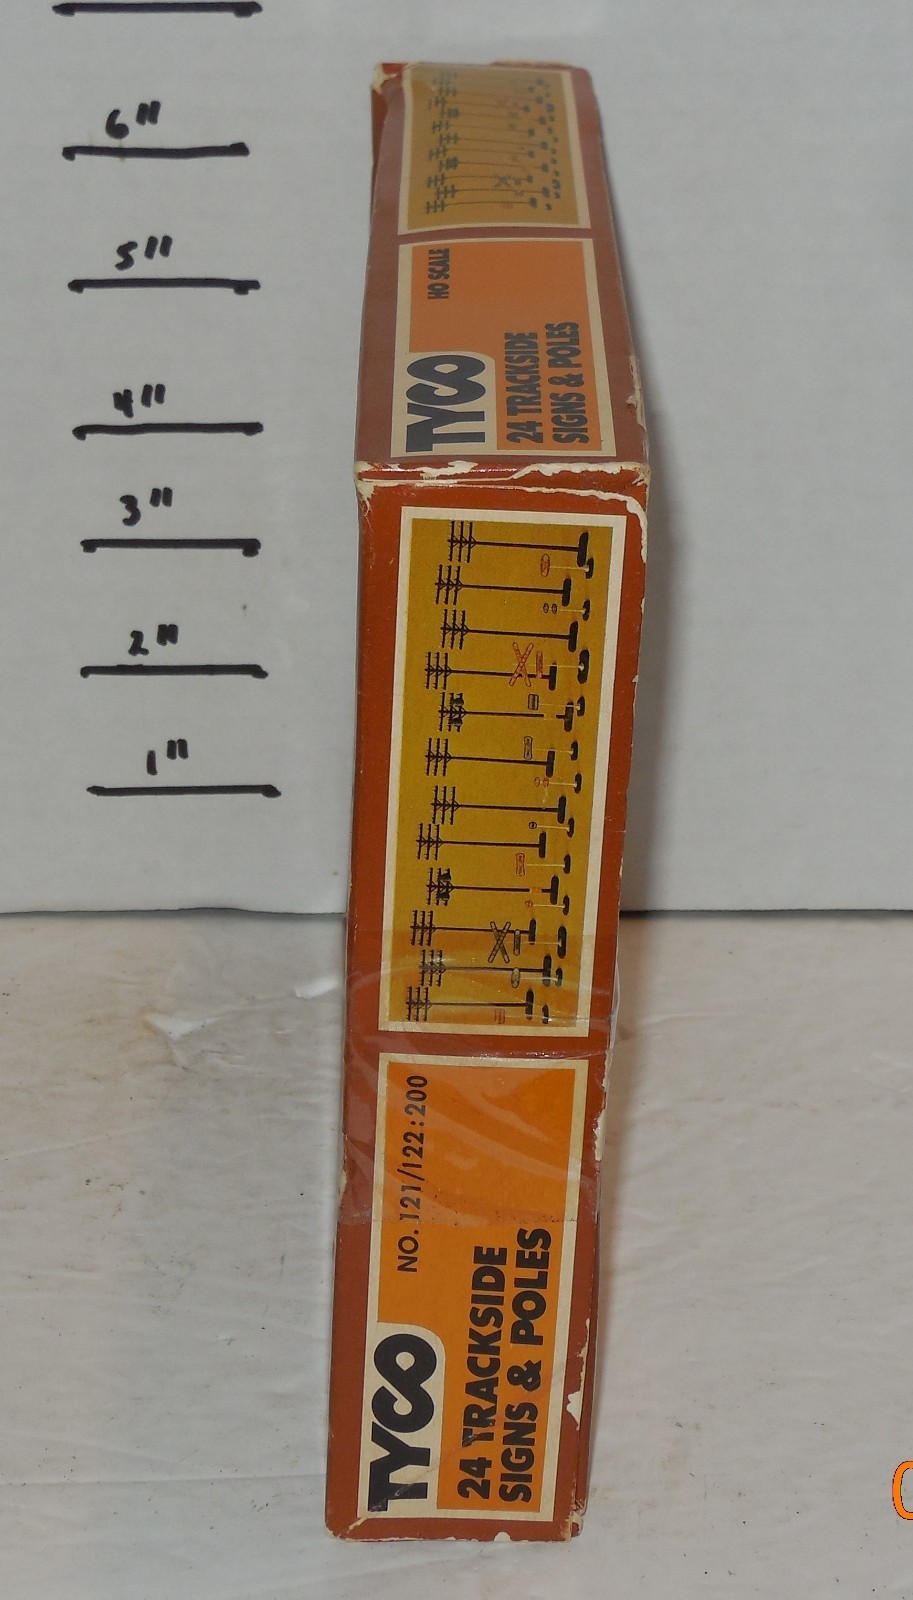 6"
5"
4"
3"
2"
1"
HO SCALE
TYCO
24 TRACKSIDE
SIGNS & POLES
NO. 121/122:200
TYCO
24 TRACKSIDE
SIGNS & POLES